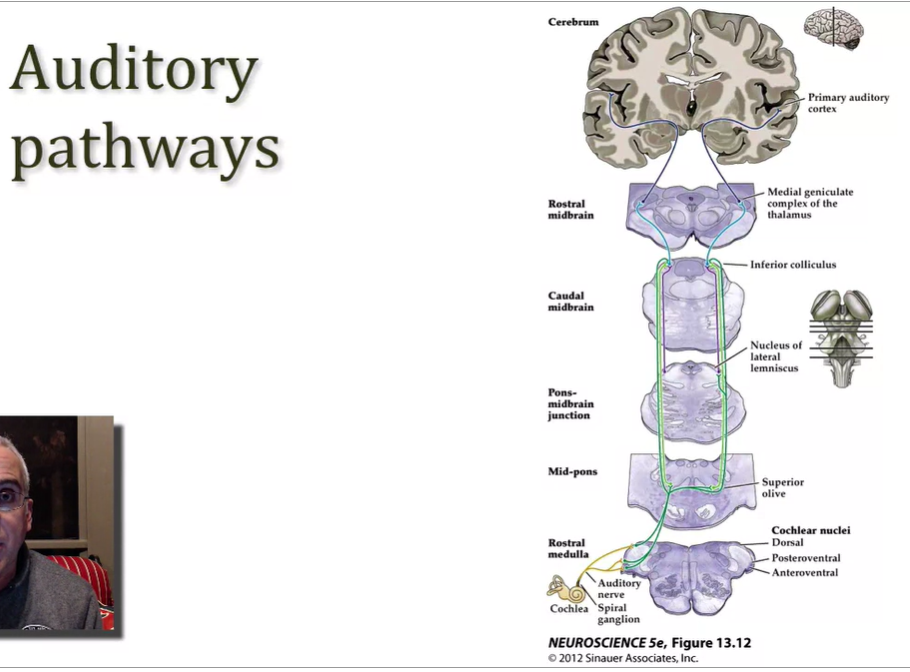 Auditory
pathways
Cerebrum
Primary auditory
cortex
Rostral
midbrain
Medial geniculate
complex of the
thalamus
Inferior colliculus
Caudal
midbrain
Nucleus of
lateral
lemniscus
Pons-
midbrain
junction
Mid-pons
Superior
olive
Cochlear nuclei
Dorsal
Posteroventral
Anteroventral
Rostral
medulla
Auditory
nerve
Cochlea
Spiral
ganglion
NEUROSCIENCE 5e, Figure 13.12
© 2012 Sinauer Associates, Inc.